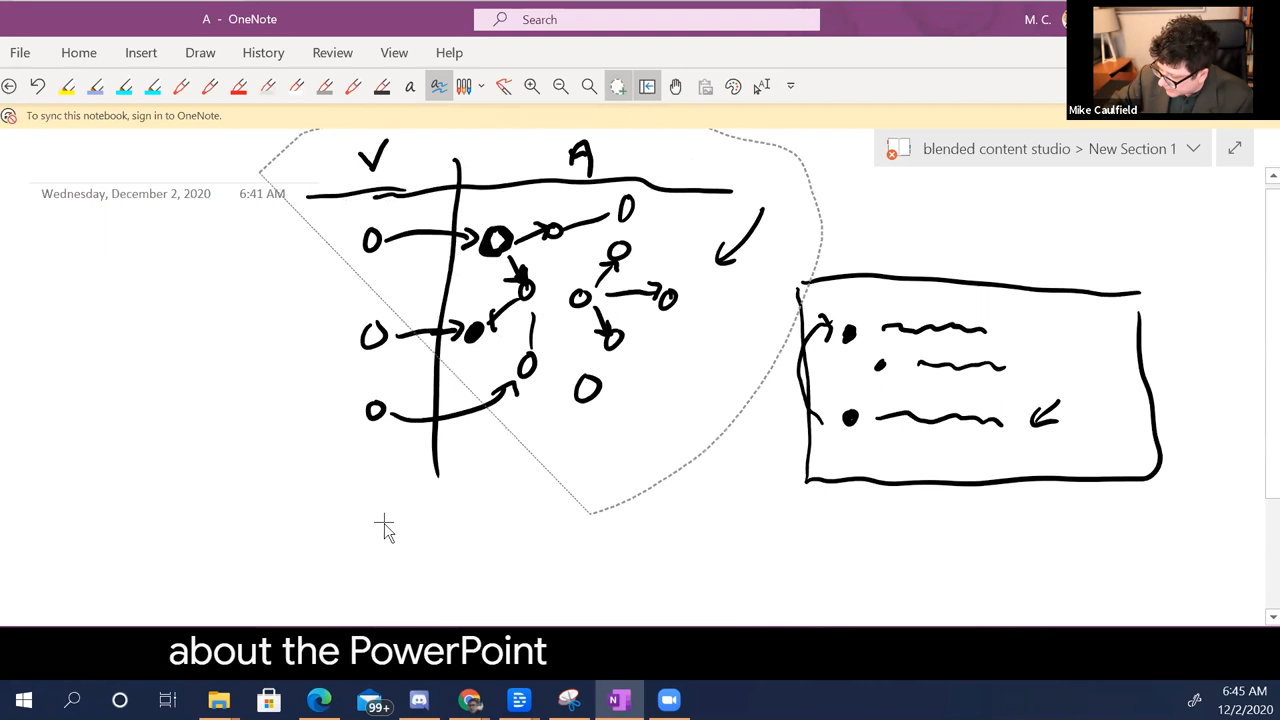 A - OneNote
Search
M. C.
File Home Insert Draw History Review View Help
To sync this notebook, sign in to OneNote.
Mike Caulfield
blended content studio > New Section 1
Wednesday, December 2, 2020 6:41 AM
V A
about the PowerPoint
99+
6:45 AM
12/2/2020